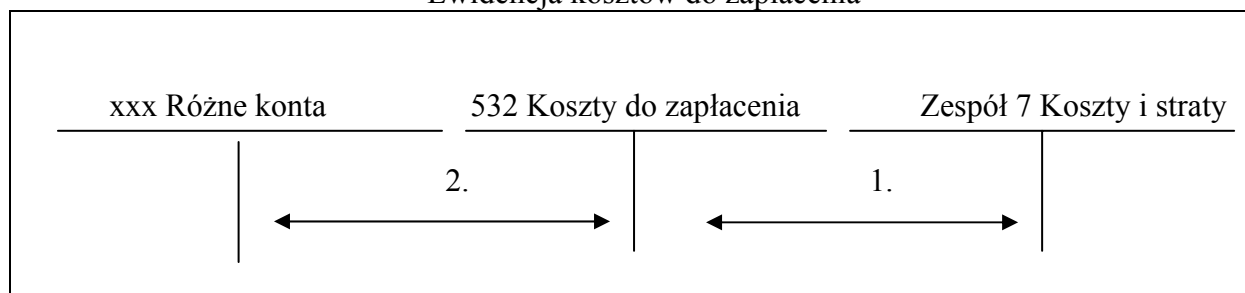 Ewidencja kosztów do zapłacenia
xxx Różne konta 532 Koszty do zapłacenia Zespół 7 Koszty i straty
2. 1.